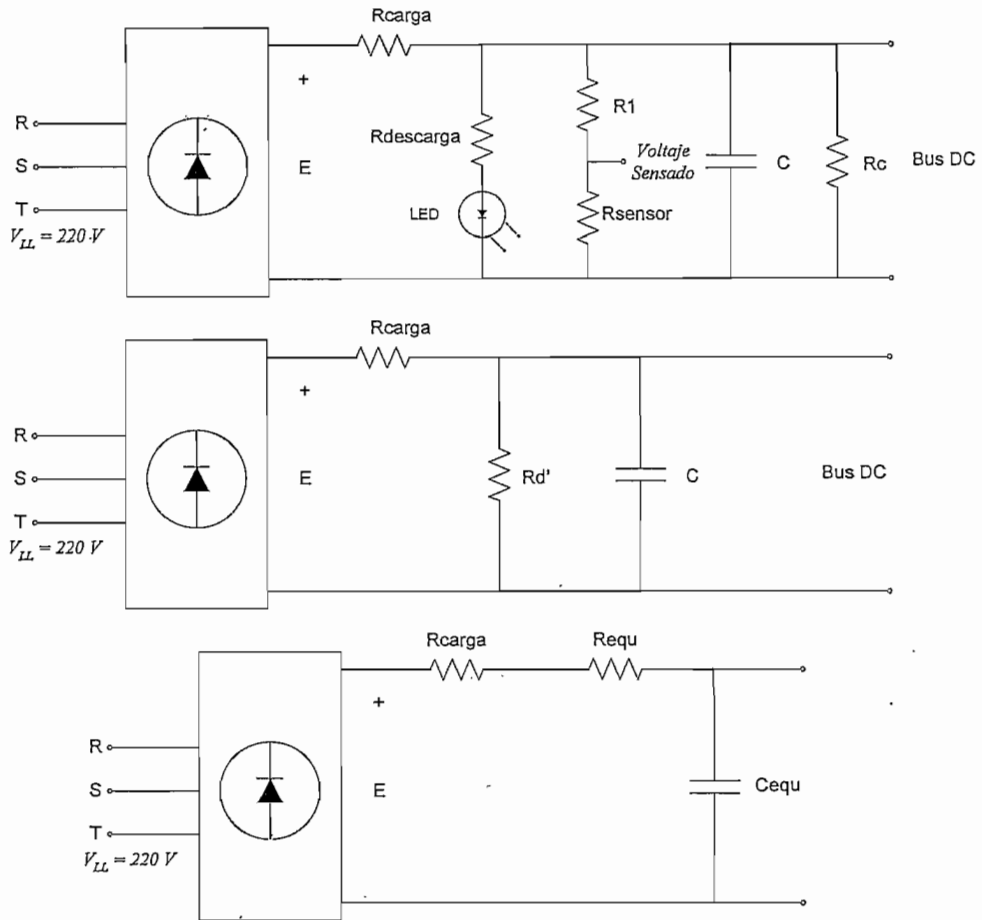 Rcarga
+
R
R1
Rdescarga
Voltaje
Sensado
S
E
C
Rc
Bus DC
T
LED
Rsensor
V_LL = 220 V
Rcarga
+
R
S
E
Rd'
C
Bus DC
T
V_LL = 220 V
Rcarga
Requ
+
R
S
E
Cequ
T
V_LL = 220 V